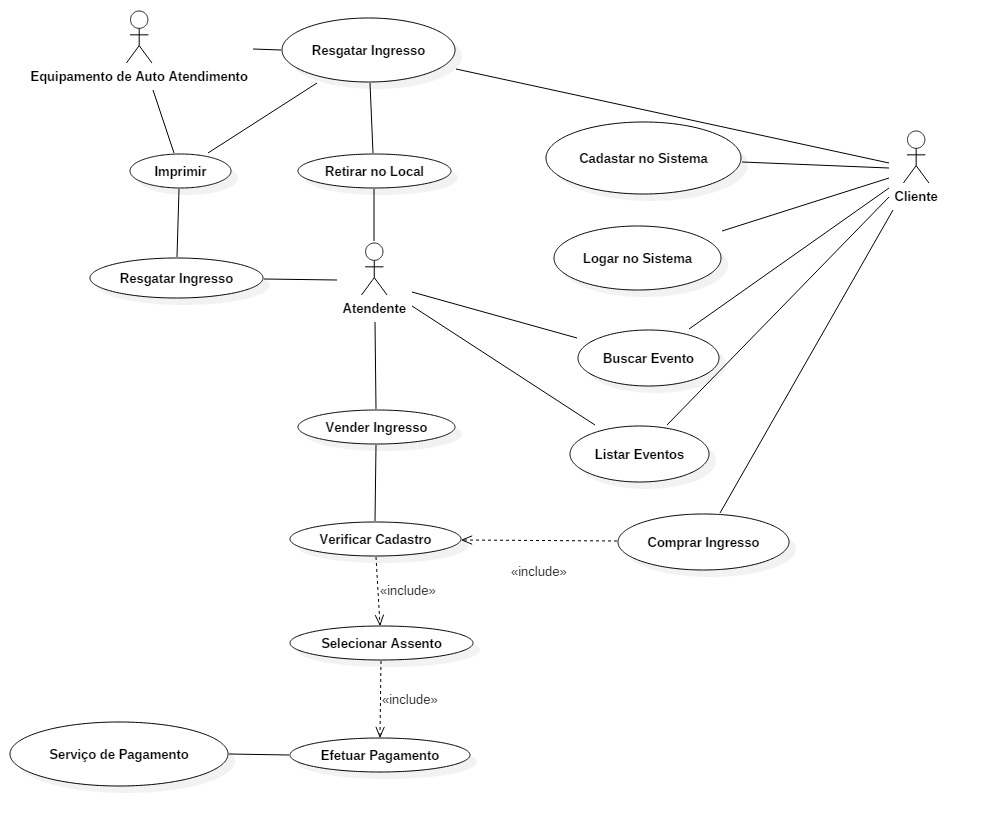 Resgatar Ingresso
Equipamento de Auto Atendimento
Cadastar no Sistema
Imprimir
Retirar no Local
Cliente
Logar no Sistema
Resgatar Ingresso
Atendente
Buscar Evento
Vender Ingresso
Listar Eventos
Verificar Cadastro
Comprar Ingresso
«include»
«include»
Selecionar Assento
«include»
Serviço de Pagamento
Efetuar Pagamento